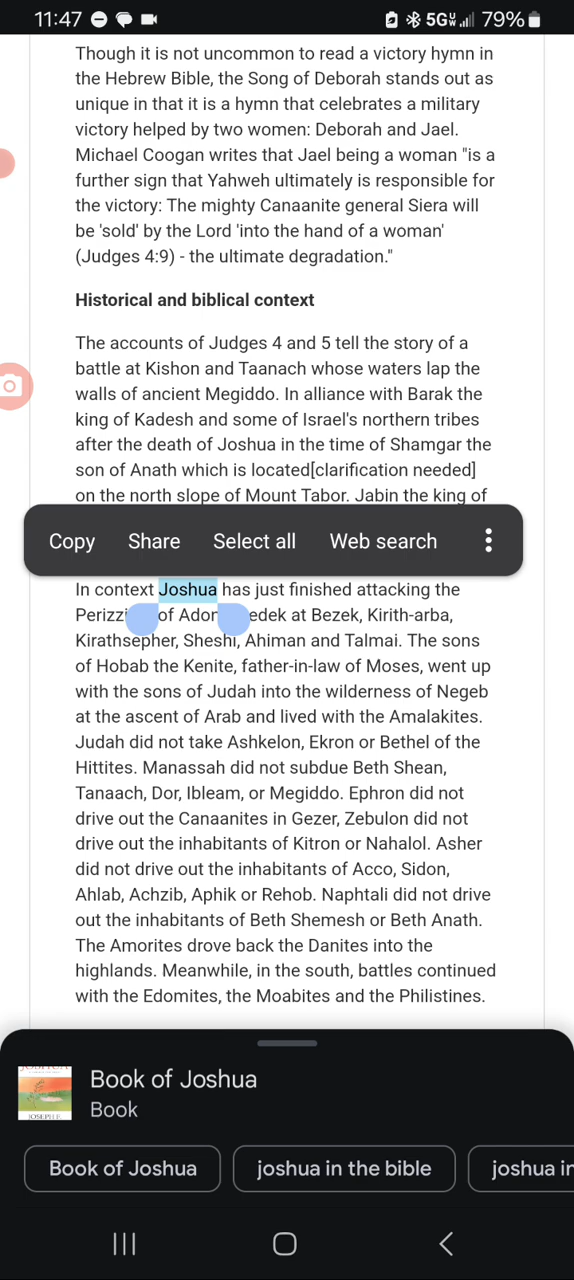 11:47 5G 79%
Though it is not uncommon to read a victory hymn in
the Hebrew Bible, the Song of Deborah stands out as
unique in that it is a hymn that celebrates a military
victory helped by two women: Deborah and Jael.
Michael Coogan writes that Jael being a woman "is a
further sign that Yahweh ultimately is responsible for
the victory: The mighty Canaanite general Siera will
be 'sold' by the Lord 'into the hand of a woman'
(Judges 4:9) - the ultimate degradation."
Historical and biblical context
The accounts of Judges 4 and 5 tell the story of a
battle at Kishon and Taanach whose waters lap the
walls of ancient Megiddo. In alliance with Barak the
king of Kadesh and some of Israel's northern tribes
after the death of Joshua in the time of Shamgar the
son of Anath which is located[clarification needed]
on the north slope of Mount Tabor. Jabin the king of
Copy Share Select all Web search
In context Joshua has just finished attacking the
Perizzi of Adon edek at Bezek, Kirith-arba,
Kirathsepher, Sheshi, Ahiman and Talmai. The sons
of Hobab the Kenite, father-in-law of Moses, went up
with the sons of Judah into the wilderness of Negeb
at the ascent of Arab and lived with the Amalakites.
Judah did not take Ashkelon, Ekron or Bethel of the
Hittites. Manassah did not subdue Beth Shean,
Tanaach, Dor, Ibleam, or Megiddo. Ephron did not
drive out the Canaanites in Gezer, Zebulon did not
drive out the inhabitants of Kitron or Nahalol. Asher
did not drive out the inhabitants of Acco, Sidon,
Ahlab, Achzib, Aphik or Rehob. Naphtali did not drive
out the inhabitants of Beth Shemesh or Beth Anath.
The Amorites drove back the Danites into the
highlands. Meanwhile, in the south, battles continued
with the Edomites, the Moabites and the Philistines.
JOSHUA
Book of Joshua
Book
Book of Joshua joshua in the bible joshua in